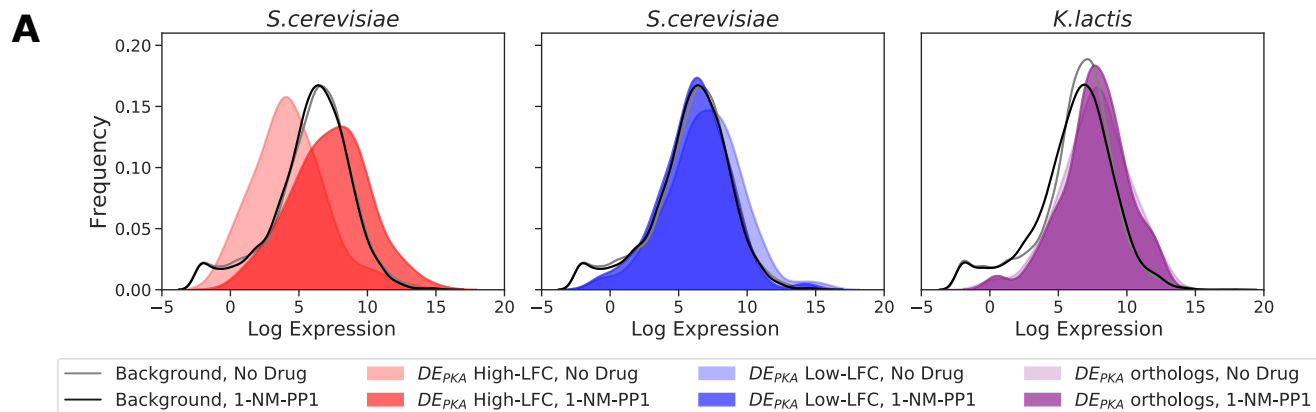 A
S.cerevisiae S.cerevisiae K.lactis
Frequency
0.20
0.15
0.10
0.05
0.00
−5 0 5 10 15 20 −5 0 5 10 15 20 −5 0 5 10 15 20
Log Expression Log Expression Log Expression
Background, No Drug DE_PKA High-LFC, No Drug DE_PKA Low-LFC, No Drug DE_PKA orthologs, No Drug
Background, 1-NM-PP1 DE_PKA High-LFC, 1-NM-PP1 DE_PKA Low-LFC, 1-NM-PP1 DE_PKA orthologs, 1-NM-PP1